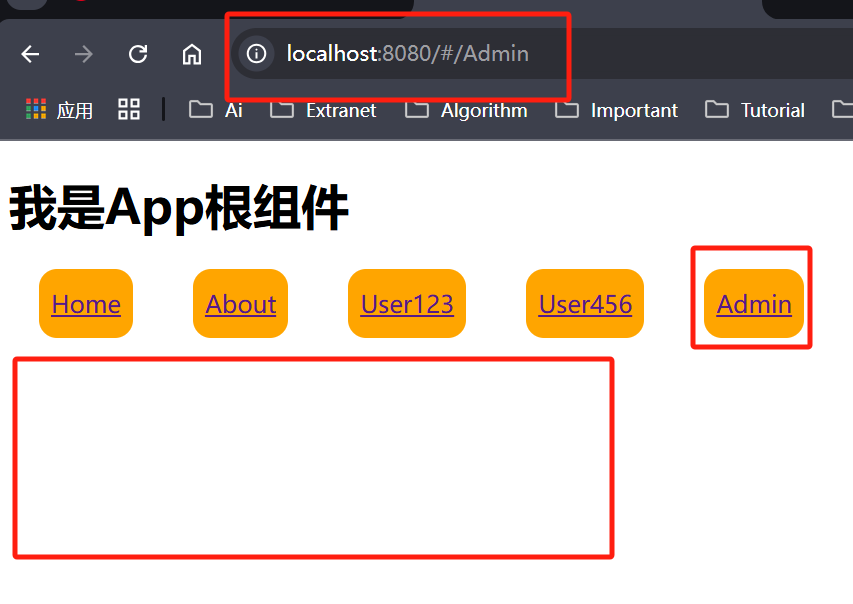 localhost:8080/#/Admin
应用 Ai Extranet Algorithm Important Tutorial
我是App根组件
Home About User123 User456 Admin